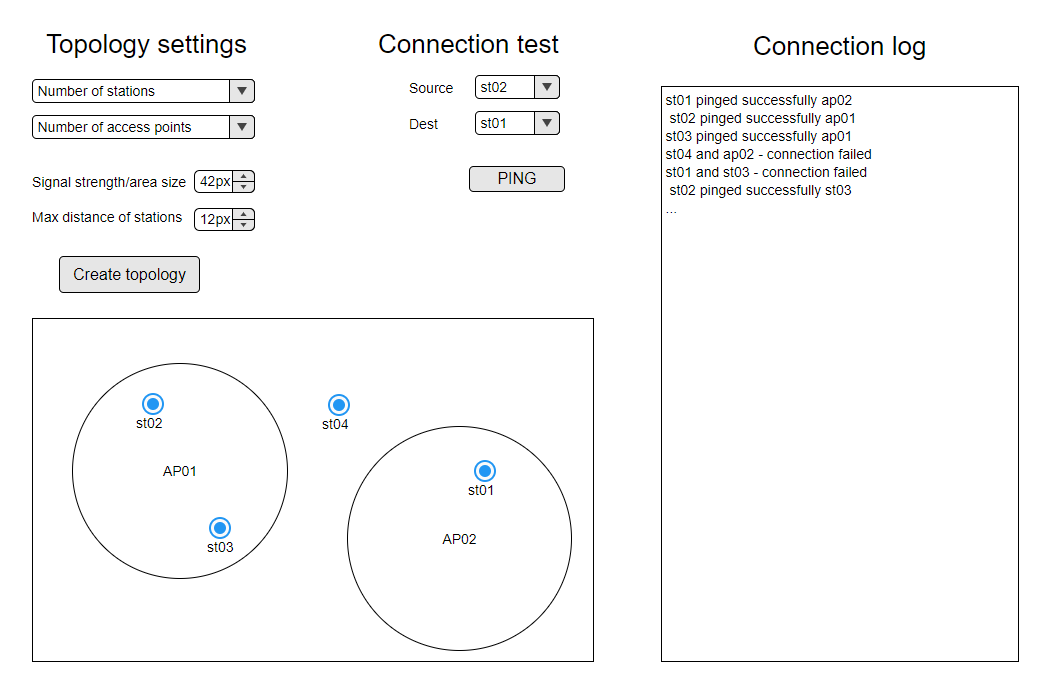 Topology settings
Number of stations
Number of access points
Signal strength/area size 42px
Max distance of stations 12px
Create topology
Connection test
Source st02
Dest st01
PING
Connection log
st01 pinged successfully ap02
st02 pinged successfully ap01
st03 pinged successfully ap01
st04 and ap02 - connection failed
st01 and st03 - connection failed
st02 pinged successfully st03
...
st02
st04
AP01
st01
st03
AP02